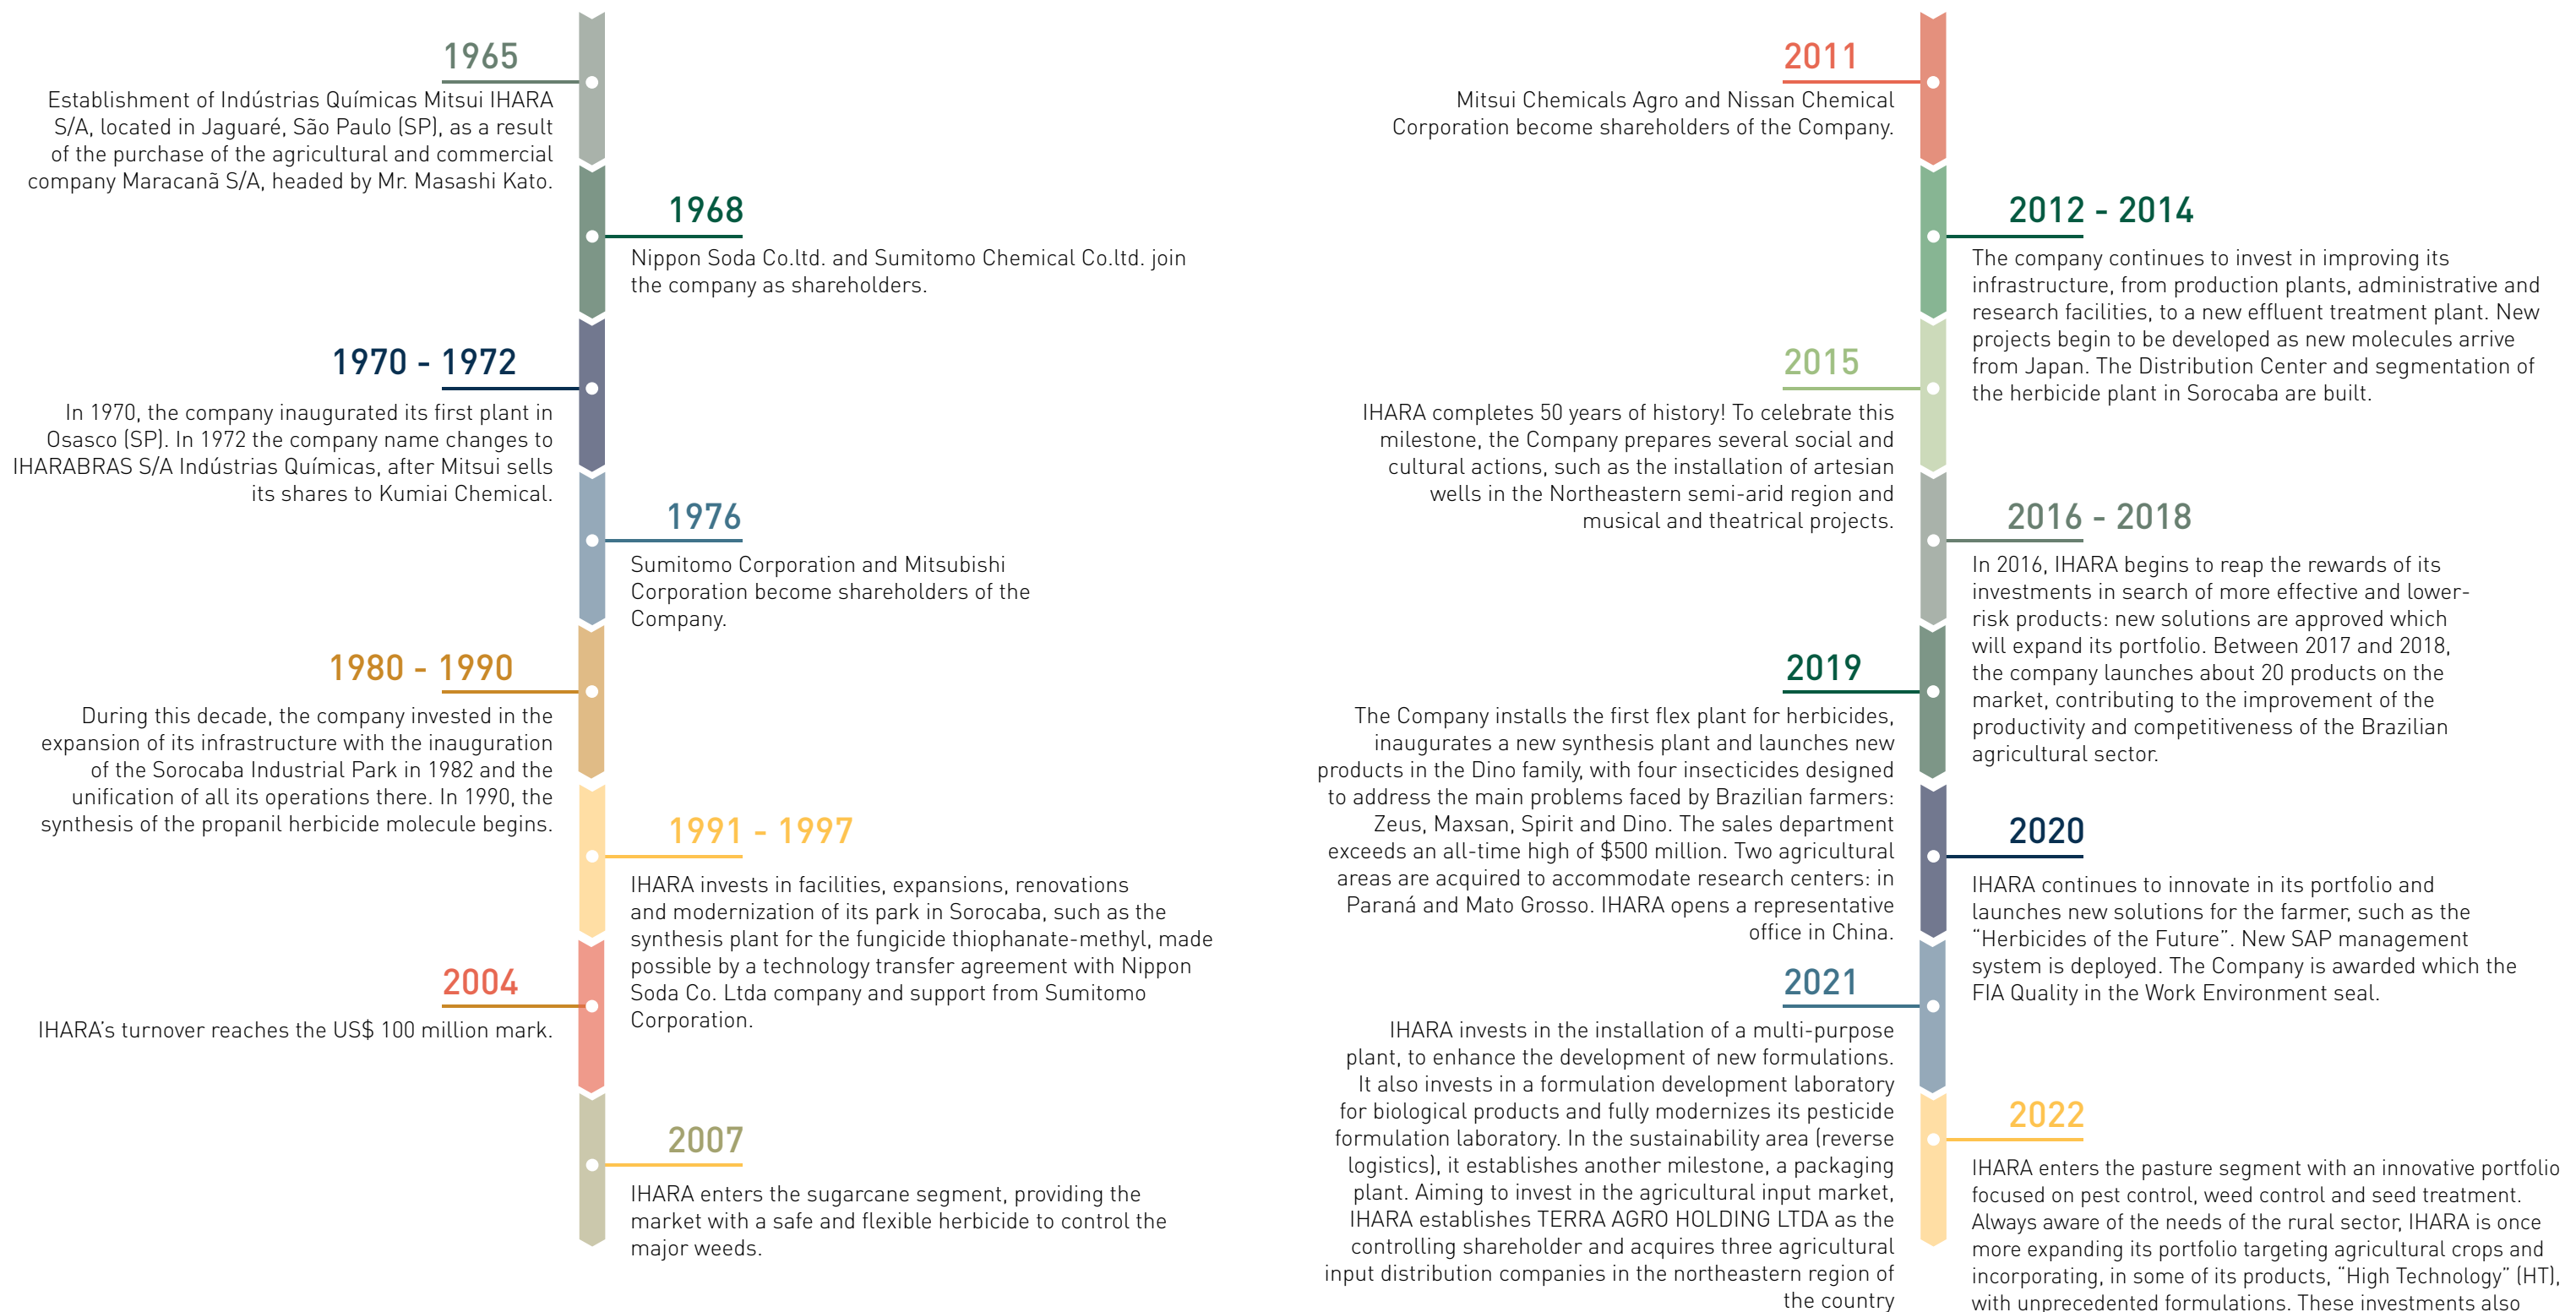 1965
Establishment of Indústrias Químicas Mitsui IHARA
S/A, located in Jaguaré, São Paulo (SP), as a result
of the purchase of the agricultural and commercial
company Maracanã S/A, headed by Mr. Masashi Kato.
1968
Nippon Soda Co.ltd. and Sumitomo Chemical Co.ltd. join
the company as shareholders.
1970 - 1972
In 1970, the company inaugurated its first plant in
Osasco (SP). In 1972 the company name changes to
IHARABRAS S/A Indústrias Químicas, after Mitsui sells
its shares to Kumiai Chemical.
1976
Sumitomo Corporation and Mitsubishi
Corporation become shareholders of the
Company.
1980 - 1990
During this decade, the company invested in the
expansion of its infrastructure with the inauguration
of the Sorocaba Industrial Park in 1982 and the
unification of all its operations there. In 1990, the
synthesis of the propanil herbicide molecule begins.
1991 - 1997
IHARA invests in facilities, expansions, renovations
and modernization of its park in Sorocaba, such as the
synthesis plant for the fungicide thiophanate-methyl, made
possible by a technology transfer agreement with Nippon
Soda Co. Ltda company and support from Sumitomo
Corporation.
2004
IHARA's turnover reaches the US$ 100 million mark.
2007
IHARA enters the sugarcane segment, providing the
market with a safe and flexible herbicide to control the
major weeds.
2011
Mitsui Chemicals Agro and Nissan Chemical
Corporation become shareholders of the Company.
2012 - 2014
The company continues to invest in improving its
infrastructure, from production plants, administrative and
research facilities, to a new effluent treatment plant. New
projects begin to be developed as new molecules arrive
from Japan. The Distribution Center and segmentation of
the herbicide plant in Sorocaba are built.
2015
IHARA completes 50 years of history! To celebrate this
milestone, the Company prepares several social and
cultural actions, such as the installation of artesian
wells in the Northeastern semi-arid region and
musical and theatrical projects.
2016 - 2018
In 2016, IHARA begins to reap the rewards of its
investments in search of more effective and lower-
risk products: new solutions are approved which
will expand its portfolio. Between 2017 and 2018,
the company launches about 20 products on the
market, contributing to the improvement of the
productivity and competitiveness of the Brazilian
agricultural sector.
2019
The Company installs the first flex plant for herbicides,
inaugurates a new synthesis plant and launches new
products in the Dino family, with four insecticides designed
to address the main problems faced by Brazilian farmers:
Zeus, Maxsan, Spirit and Dino. The sales department
exceeds an all-time high of $500 million. Two agricultural
areas are acquired to accommodate research centers: in
Paraná and Mato Grosso. IHARA opens a representative
office in China.
2020
IHARA continues to innovate in its portfolio and
launches new solutions for the farmer, such as the
“Herbicides of the Future”. New SAP management
system is deployed. The Company is awarded which the
FIA Quality in the Work Environment seal.
2021
IHARA invests in the installation of a multi-purpose
plant, to enhance the development of new formulations.
It also invests in a formulation development laboratory
for biological products and fully modernizes its pesticide
formulation laboratory. In the sustainability area (reverse
logistics), it establishes another milestone, a packaging
plant. Aiming to invest in the agricultural input market,
IHARA establishes TERRA AGRO HOLDING LTDA as the
controlling shareholder and acquires three agricultural
input distribution companies in the northeastern region of
the country
2022
IHARA enters the pasture segment with an innovative portfolio
focused on pest control, weed control and seed treatment.
Always aware of the needs of the rural sector, IHARA is once
more expanding its portfolio targeting agricultural crops and
incorporating, in some of its products, “High Technology” (HT),
with unprecedented formulations. These investments also